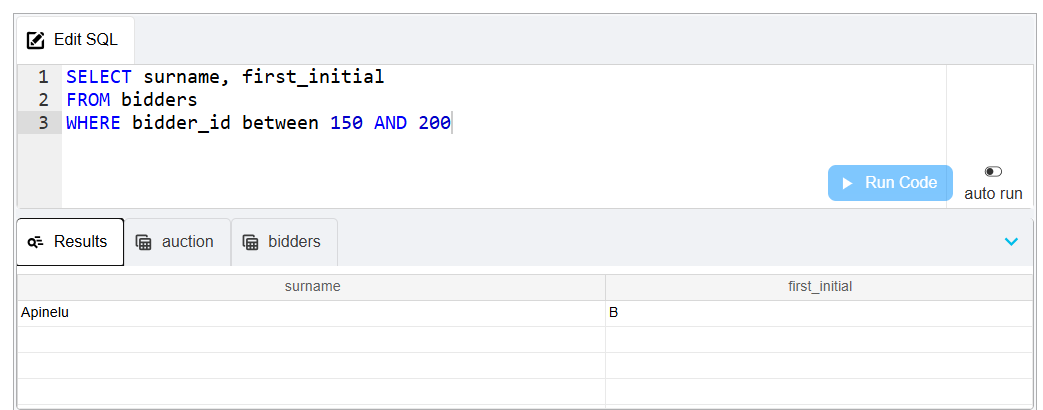 Edit SQL
1 SELECT surname, first_initial
2 FROM bidders
3 WHERE bidder_id between 150 AND 200
Run Code
auto run
Results auction bidders
surname first_initial
Apinelu B